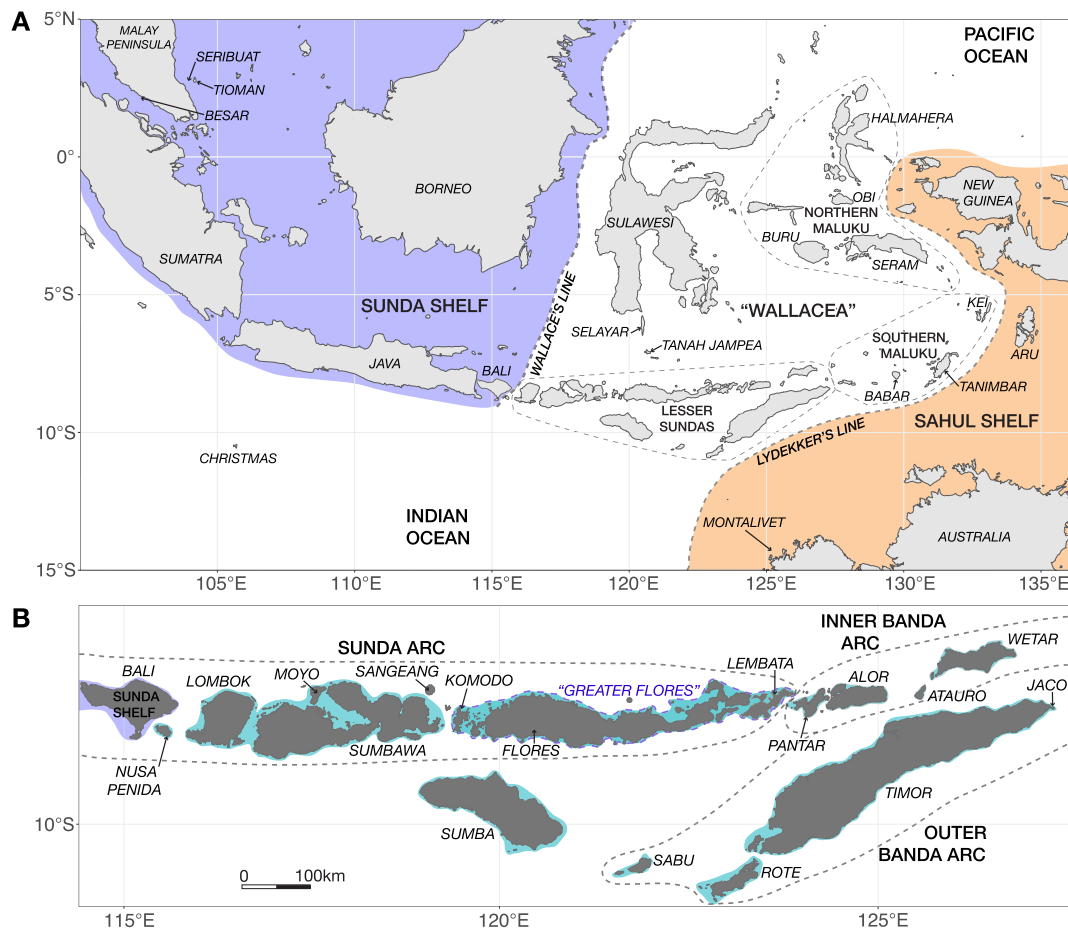 A
5°N
0°
5°S
10°S
15°S
MALAY
PENINSULA
SERIBUAT
TIOMAN
BESAR
PACIFIC
OCEAN
HALMAHERA
BORNEO
NEW
GUINEA
OBI
NORTHERN
MALUKU
SULAWESI
BURU
SERAM
SUMATRA
SUNDA SHELF
WALLACE'S LINE
"WALLACEA"
KEI
SELAYAR
TANAH JAMPEA
SOUTHERN
MALUKU
ARU
JAVA
BALI
BABAR
TANIMBAR
LESSER
SUNDAS
LYDEKKER'S LINE
SAHUL SHELF
CHRISTMAS
INDIAN
OCEAN
MONTALIVET
AUSTRALIA
105°E
110°E
115°E
120°E
125°E
130°E
135°E
B
SUNDA ARC
INNER BANDA
ARC
WETAR
BALI
SUNDA
SHELF
LOMBOK
MOYO
SANGEANG
KOMODO
"GREATER FLORES"
LEMBATA
ALOR
ATAURO
JACO
NUSA
PENIDA
SUMBAWA
FLORES
PANTAR
TIMOR
10°S
SUMBA
OUTER
BANDA ARC
SABU
ROTE
0
100km
115°E
120°E
125°E